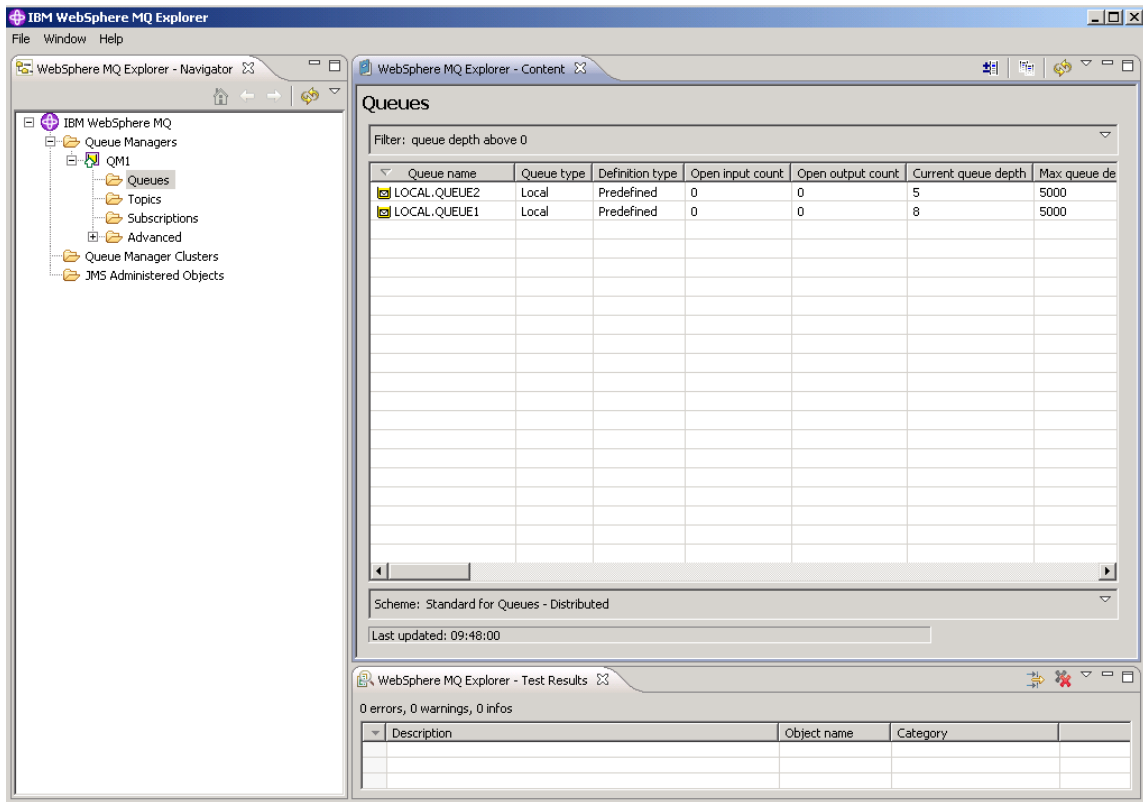 IBM WebSphere MQ Explorer
File Window Help
WebSphere MQ Explorer - Navigator
IBM WebSphere MQ
Queue Managers
QM1
Queues
Topics
Subscriptions
Advanced
Queue Manager Clusters
JMS Administered Objects
WebSphere MQ Explorer - Content
Queues
Filter: queue depth above 0
Queue name Queue type Definition type Open input count Open output count Current queue depth Max queue de
LOCAL.QUEUE2 Local Predefined 0 0 5 5000
LOCAL.QUEUE1 Local Predefined 0 0 8 5000
Scheme: Standard for Queues - Distributed
Last updated: 09:48:00
WebSphere MQ Explorer - Test Results
0 errors, 0 warnings, 0 infos
Description Object name Category